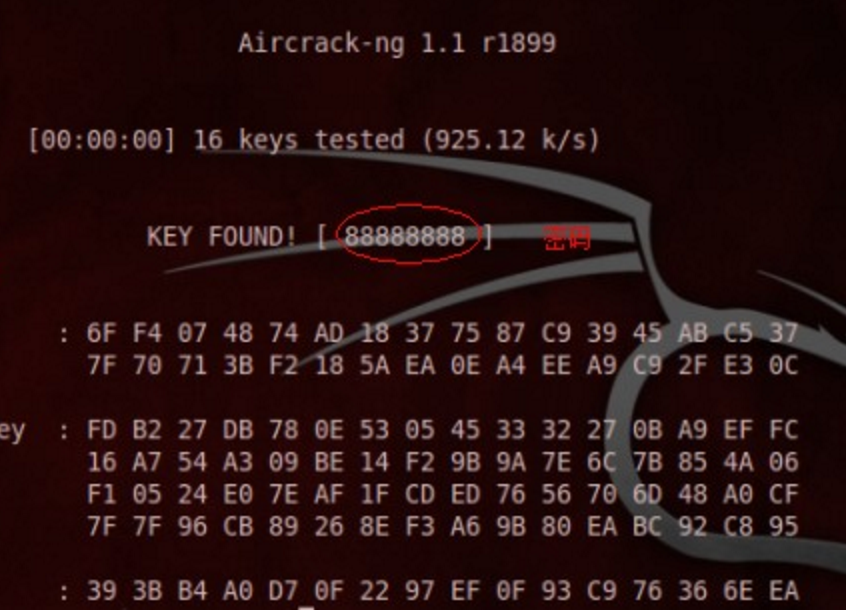 Aircrack-ng 1.1 r1899
[00:00:00] 16 keys tested (925.12 k/s)
KEY FOUND! [ 88888888 ] 密码
: 6F F4 07 48 74 AD 18 37 75 87 C9 39 45 AB C5 37
7F 70 71 3B F2 18 5A EA 0E A4 EE A9 C9 2F E3 0C
ey : FD B2 27 DB 78 0E 53 05 45 33 32 27 0B A9 EF FC
16 A7 54 A3 09 BE 14 F2 9B 9A 7E 6C 7B 85 4A 06
F1 05 24 E0 7E AF 1F CD ED 76 56 70 6D 48 A0 CF
7F 7F 96 CB 89 26 8E F3 A6 9B 80 EA BC 92 C8 95
: 39 3B B4 A0 D7 0F 22 97 EF 0F 93 C9 76 36 6E EA